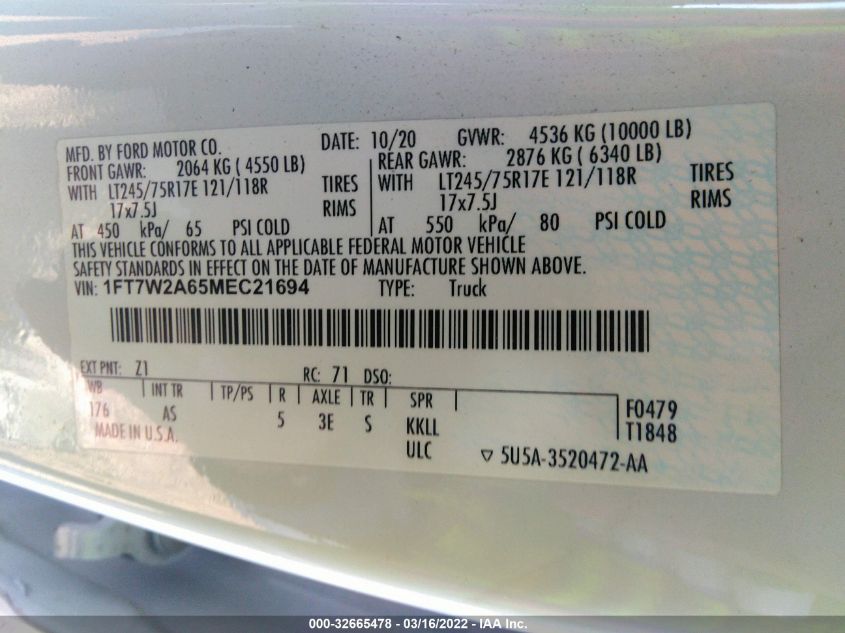 MFD. BY FORD MOTOR CO. DATE: 10/20 GVWR: 4536 KG (10000 LB)
FRONT GAWR: 2064 KG ( 4550 LB) REAR GAWR: 2876 KG ( 6340 LB)
WITH LT245/75R17E 121/118R TIRES WITH LT245/75R17E 121/118R TIRES
17x7.5J RIMS 17x7.5J RIMS
AT 450 kPa/ 65 PSI COLD AT 550 kPa/ 80 PSI COLD
THIS VEHICLE CONFORMS TO ALL APPLICABLE FEDERAL MOTOR VEHICLE
SAFETY STANDARDS IN EFFECT ON THE DATE OF MANUFACTURE SHOWN ABOVE.
VIN: 1FT7W2A65MEC21694 TYPE: Truck
EXT PNT: Z1 RC: 71 DSO:
WB INT TR TP/PS R AXLE TR SPR
176 AS 5 3E S KKLL F0479
MADE IN U.S.A. ULC T1848
▽ 5U5A-3520472-AA
000-32665478 - 03/16/2022 - IAA Inc.